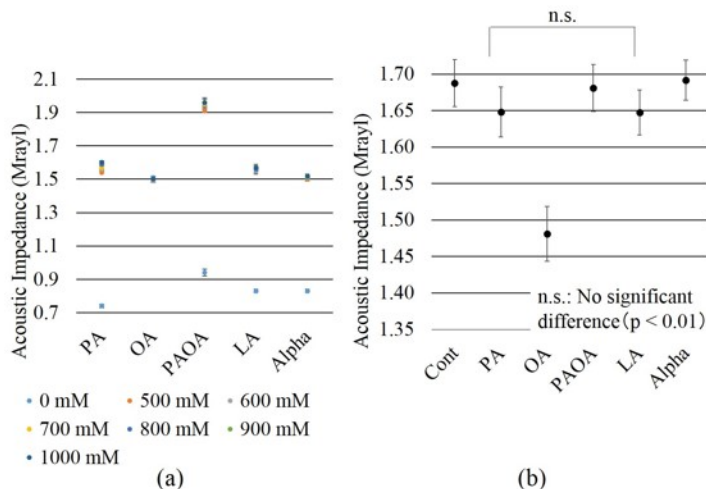 Acoustic Impedance (Mrayl)
2.1
1.9
1.7
1.5
1.3
1.1
0.9
0.7
PA
OA
PAOA
LA
Alpha
0 mM
500 mM
600 mM
700 mM
800 mM
900 mM
1000 mM
(a)
n.s.
Acoustic Impedance (Mrayl)
1.70
1.65
1.60
1.55
1.50
1.45
1.40
1.35
n.s.: No significant
difference(p < 0.01)
Cont
PA
OA
PAOA
LA
Alpha
(b)